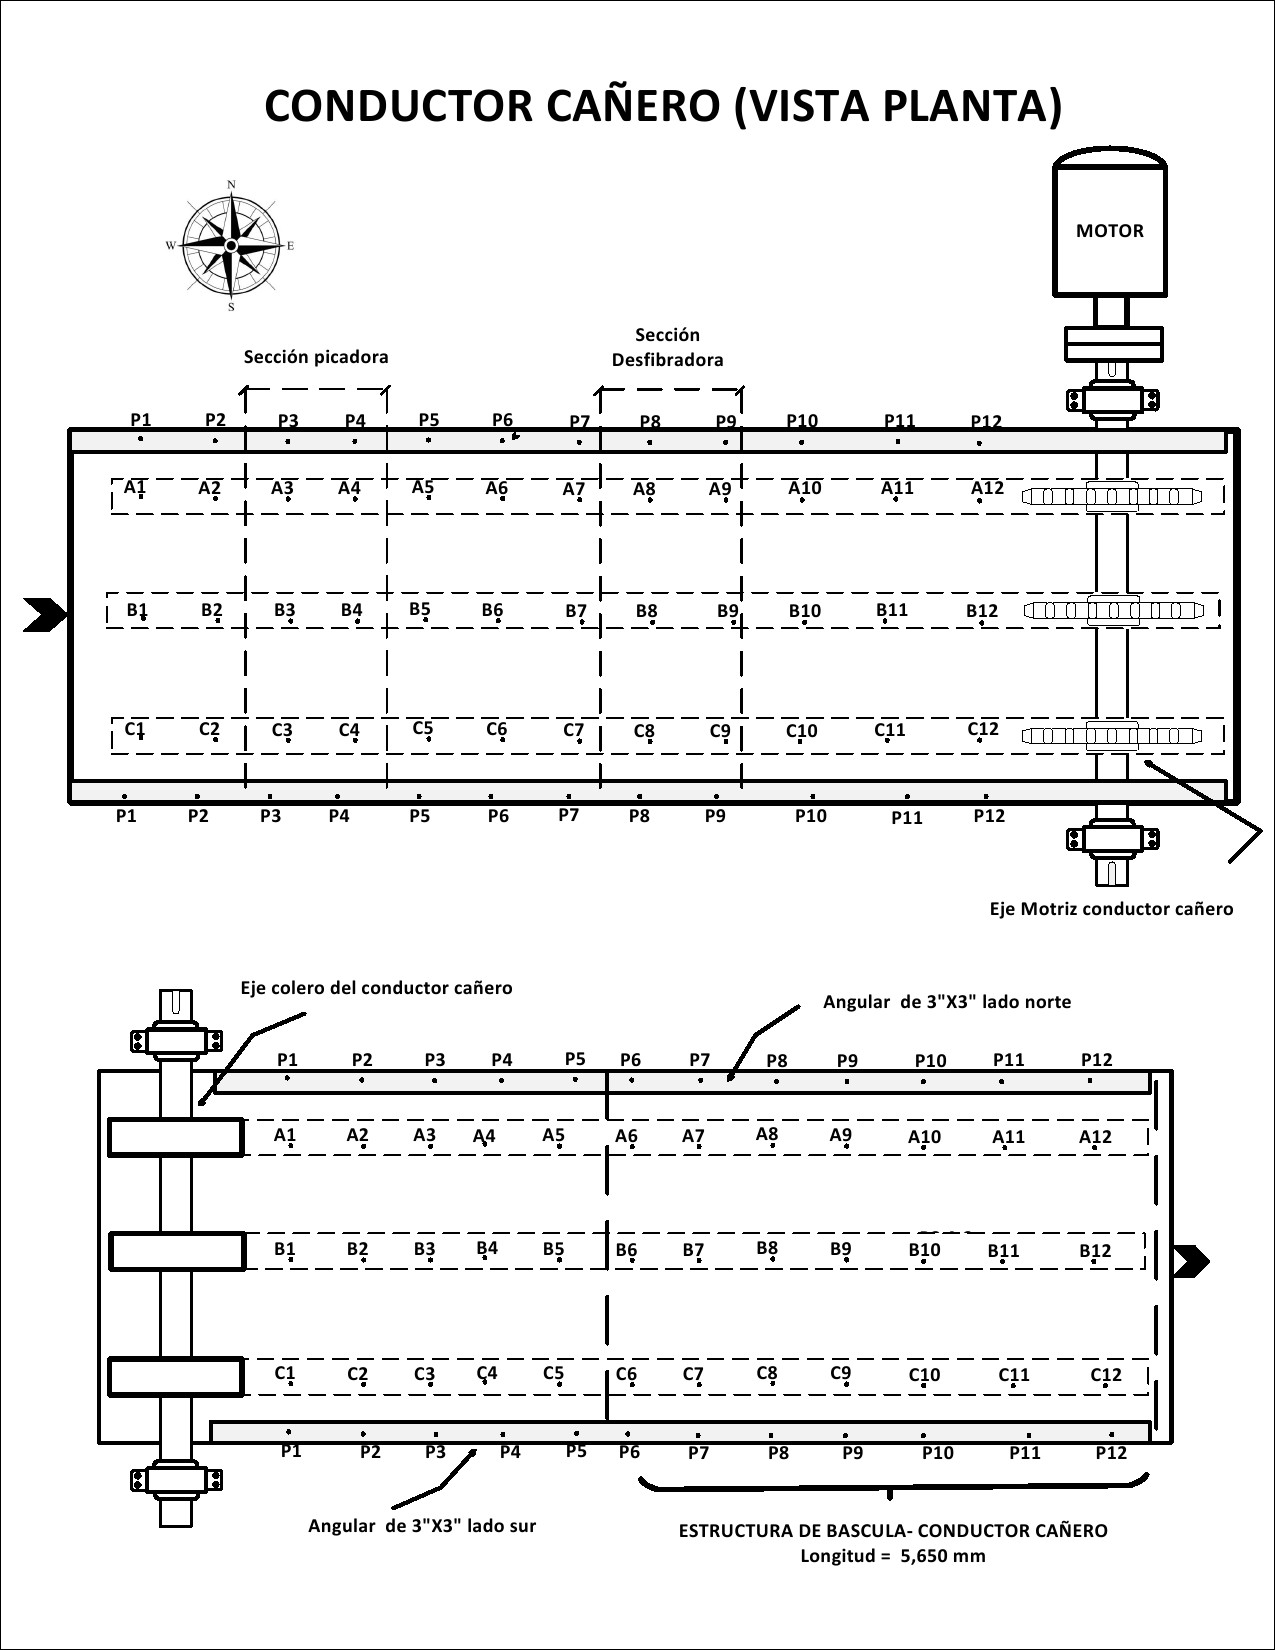 CONDUCTOR CAÑERO (VISTA PLANTA)
MOTOR
N
W E
S
Sección picadora
Sección
Desfibradora
P1 P2 P3 P4 P5 P6 P7 P8 P9 P10 P11 P12
A1 A2 A3 A4 A5 A6 A7 A8 A9 A10 A11 A12
B1 B2 B3 B4 B5 B6 B7 B8 B9 B10 B11 B12
C1 C2 C3 C4 C5 C6 C7 C8 C9 C10 C11 C12
P1 P2 P3 P4 P5 P6 P7 P8 P9 P10 P11 P12
Eje Motriz conductor cañero
Eje colero del conductor cañero
Angular de 3"X3" lado norte
P1 P2 P3 P4 P5 P6 P7 P8 P9 P10 P11 P12
A1 A2 A3 A4 A5 A6 A7 A8 A9 A10 A11 A12
B1 B2 B3 B4 B5 B6 B7 B8 B9 B10 B11 B12
C1 C2 C3 C4 C5 C6 C7 C8 C9 C10 C11 C12
P1 P2 P3 P4 P5 P6 P7 P8 P9 P10 P11 P12
Angular de 3"X3" lado sur
ESTRUCTURA DE BASCULA- CONDUCTOR CAÑERO
Longitud = 5,650 mm